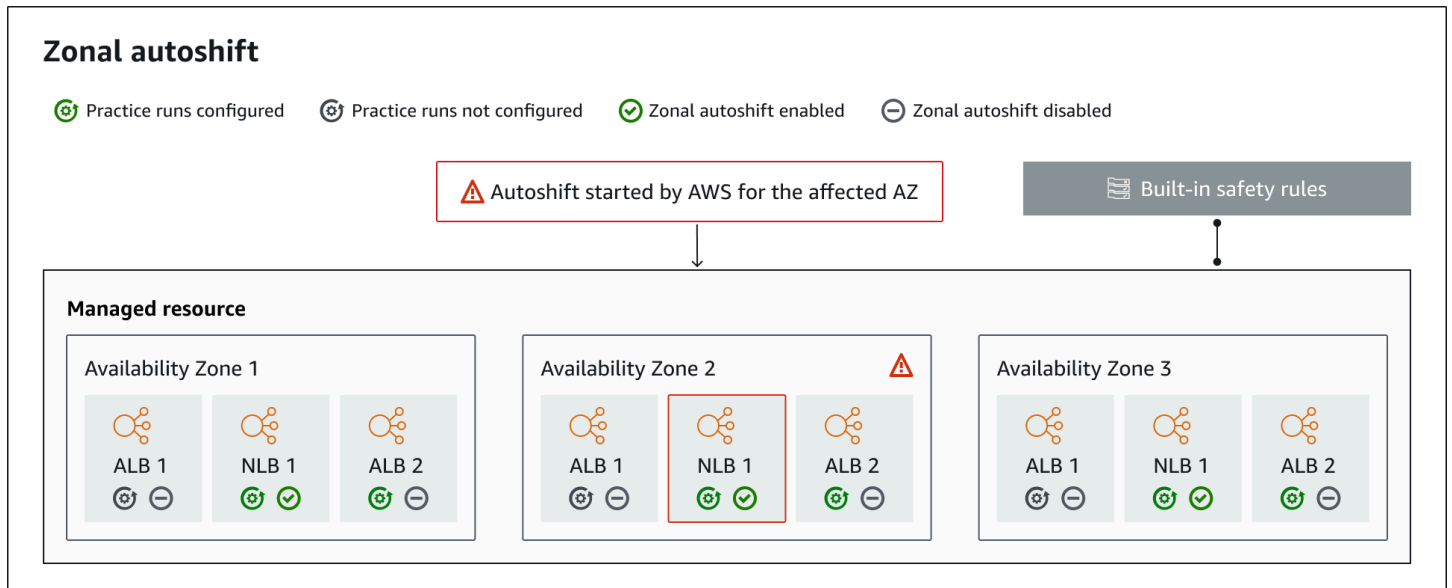 Zonal autoshift
Practice runs configured Practice runs not configured Zonal autoshift enabled Zonal autoshift disabled
Autoshift started by AWS for the affected AZ
Built-in safety rules
Managed resource
Availability Zone 1
ALB 1 NLB 1 ALB 2
Availability Zone 2
ALB 1 NLB 1 ALB 2
Availability Zone 3
ALB 1 NLB 1 ALB 2